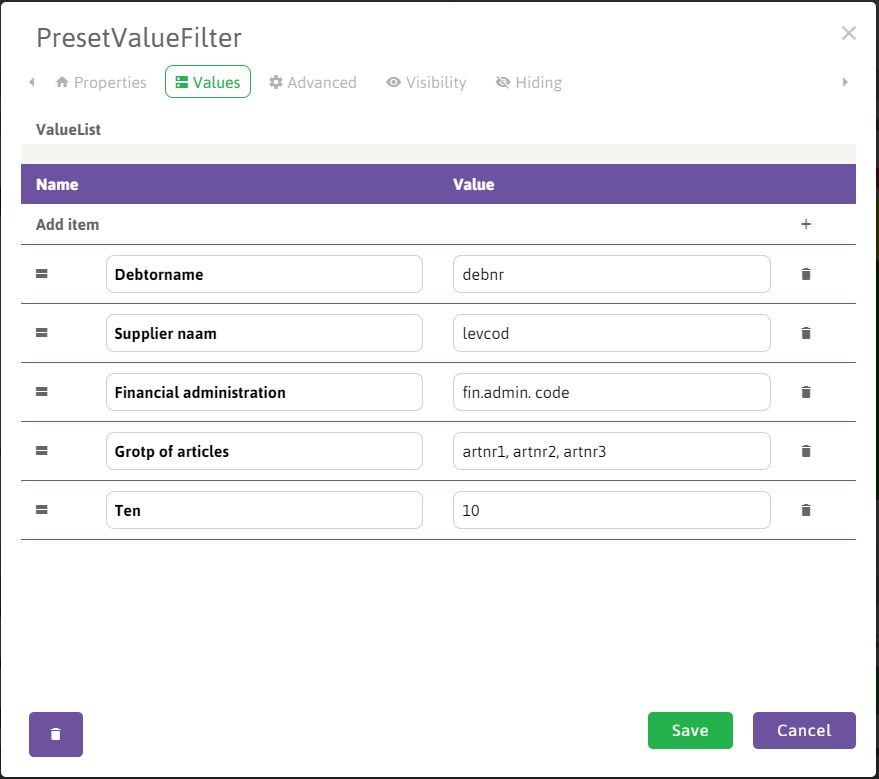 PresetValueFilter
Properties Values Advanced Visibility Hiding
ValueList
Name Value
Add item
Debtorname debnr
Supplier naam levcod
Financial administration fin.admin. code
Grotp of articles artnr1, artnr2, artnr3
Ten 10
Save Cancel